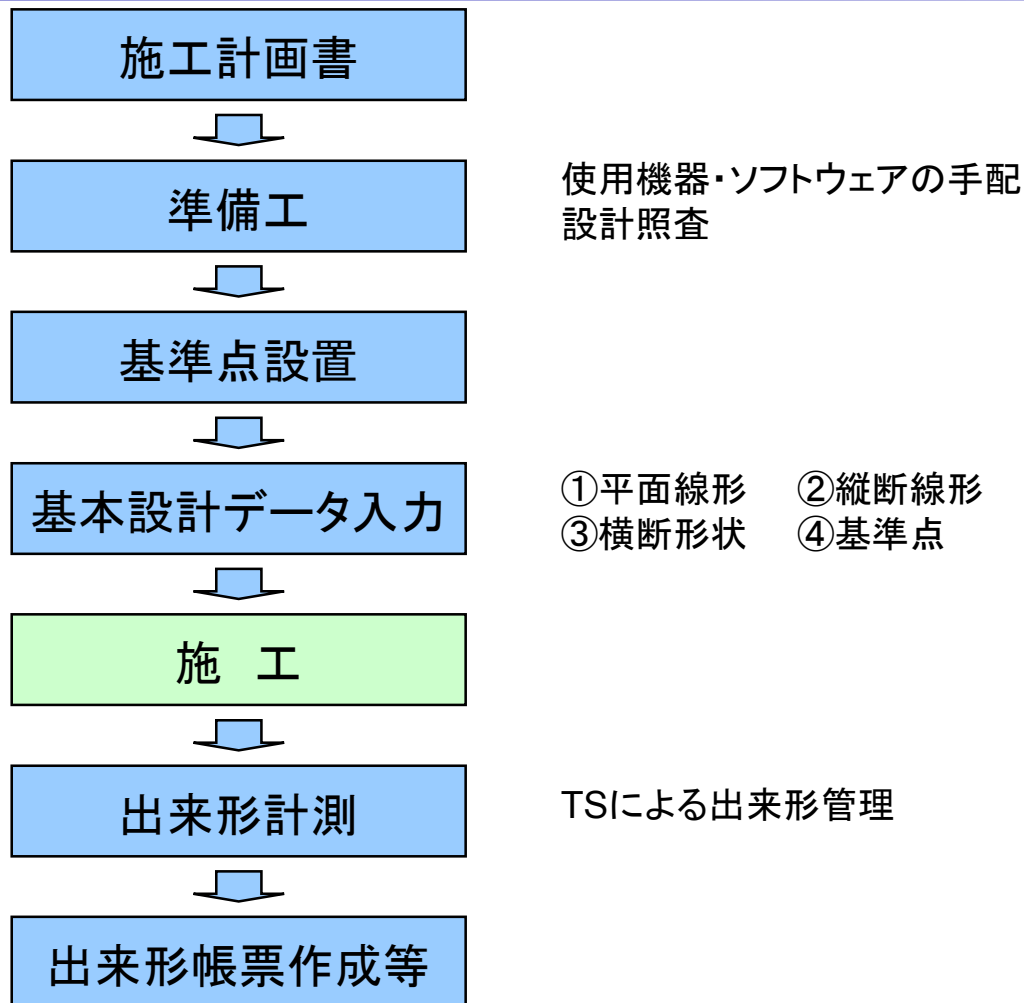 施工計画書
準備工
使用機器・ソフトウェアの手配
設計照査
基準点設置
基本設計データ入力
①平面線形　②縦断線形
③横断形状　④基準点
施　工
出来形計測
TSによる出来形管理
出来形帳票作成等